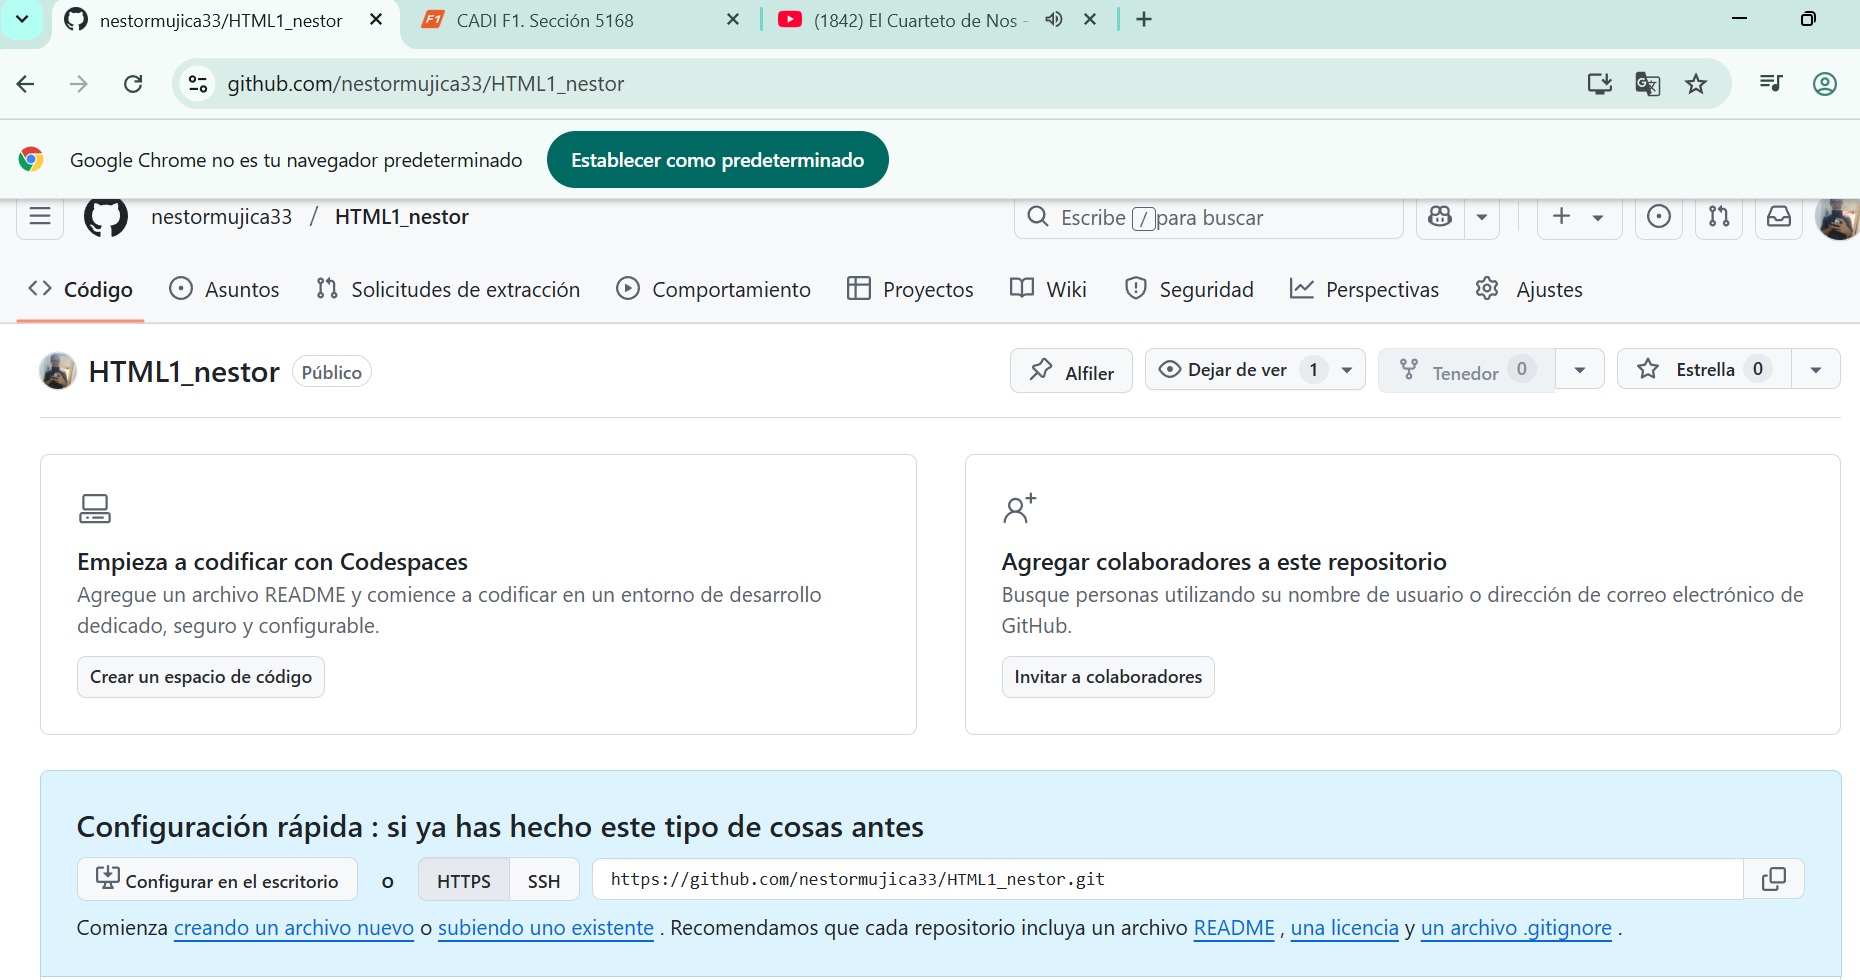 nestormujica33/HTML1_nestor
CADI F1. Sección 5168
(1842) El Cuarteto de Nos -
github.com/nestormujica33/HTML1_nestor
Google Chrome no es tu navegador predeterminado
Establecer como predeterminado
nestormujica33 / HTML1_nestor
Escribe / para buscar
Código
Asuntos
Solicitudes de extracción
Comportamiento
Proyectos
Wiki
Seguridad
Perspectivas
Ajustes
HTML1_nestor
Público
Alfiler
Dejar de ver 1
Tenedor 0
Estrella 0
Empieza a codificar con Codespaces
Agregue un archivo README y comience a codificar en un entorno de desarrollo
dedicado, seguro y configurable.
Crear un espacio de código
Agregar colaboradores a este repositorio
Busque personas utilizando su nombre de usuario o dirección de correo electrónico de
GitHub.
Invitar a colaboradores
Configuración rápida : si ya has hecho este tipo de cosas antes
Configurar en el escritorio o HTTPS SSH https://github.com/nestormujica33/HTML1_nestor.git
Comienza creando un archivo nuevo o subiendo uno existente . Recomendamos que cada repositorio incluya un archivo README , una licencia y un archivo .gitignore .